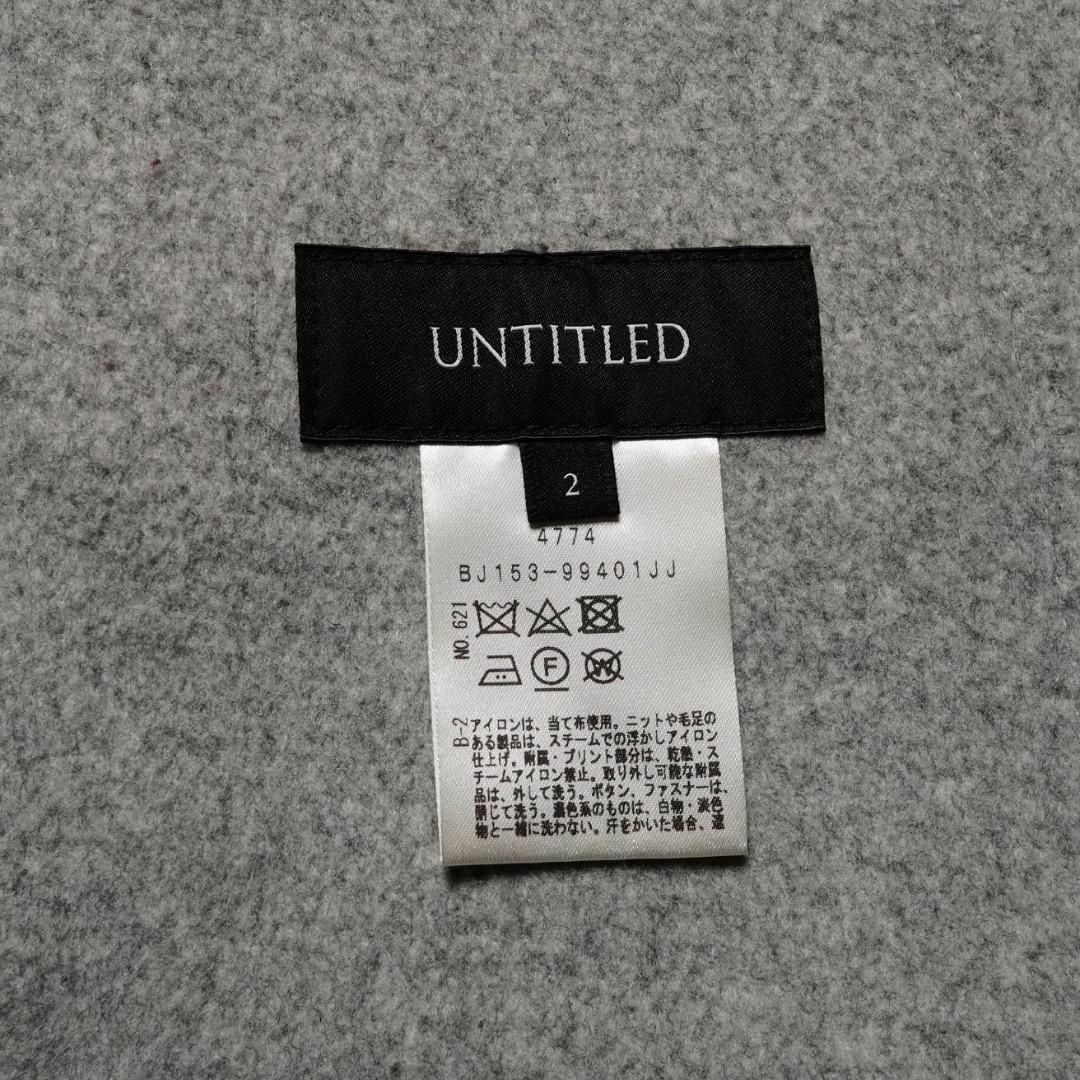 UNTITLED
2
4774
BJ153-99401JJ
NO.621
F
W
B-2
アイロンは、当て布使用。ニットや毛足の
ある製品は、スチームでの浮かしアイロン
仕上げ。附属・プリント部分は、乾熱・ス
チームアイロン禁止。取り外し可能な附属
品は、外して洗う。ボタン、ファスナーは、
閉じて洗う。濃色系のものは、白物・淡色
物と一緒に洗わない。汗をかいた場合、速